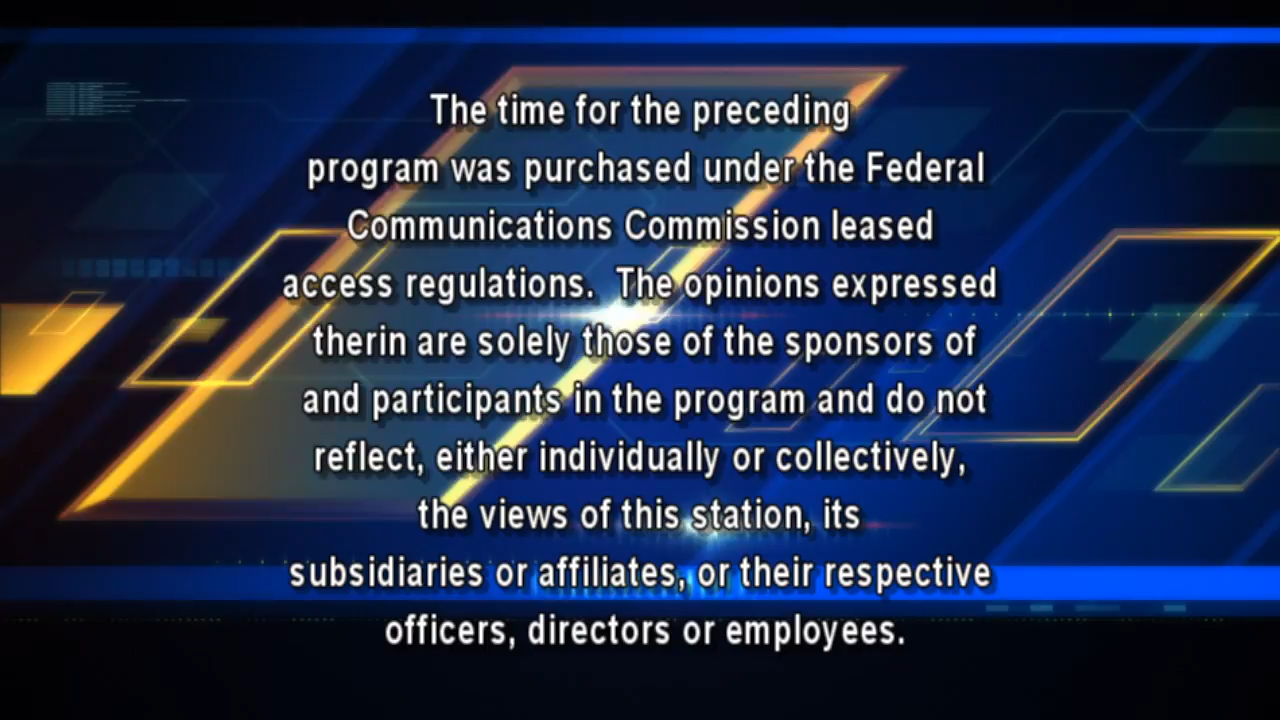 The time for the preceding
program was purchased under the Federal
Communications Commission leased
access regulations.  The opinions expressed
therin are solely those of the sponsors of
and participants in the program and do not
reflect, either individually or collectively,
the views of this station, its
subsidiaries or affiliates, or their respective
officers, directors or employees.